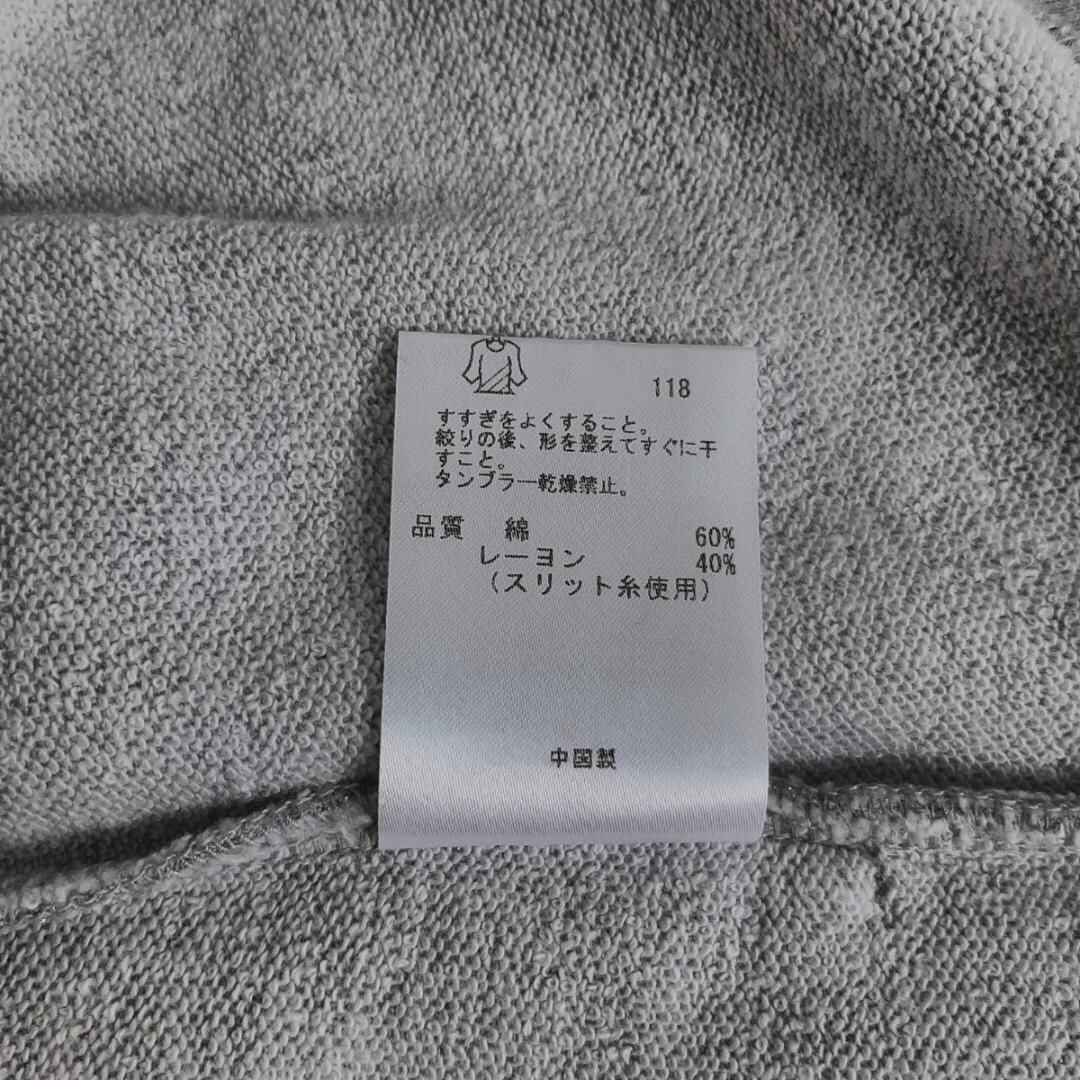 118
すすぎをよくすること。
絞りの後、形を整えてすぐに干
すこと。
タンブラー乾燥禁止。
品質 綿 60%
レーヨン 40%
(スリット糸使用)
中国製